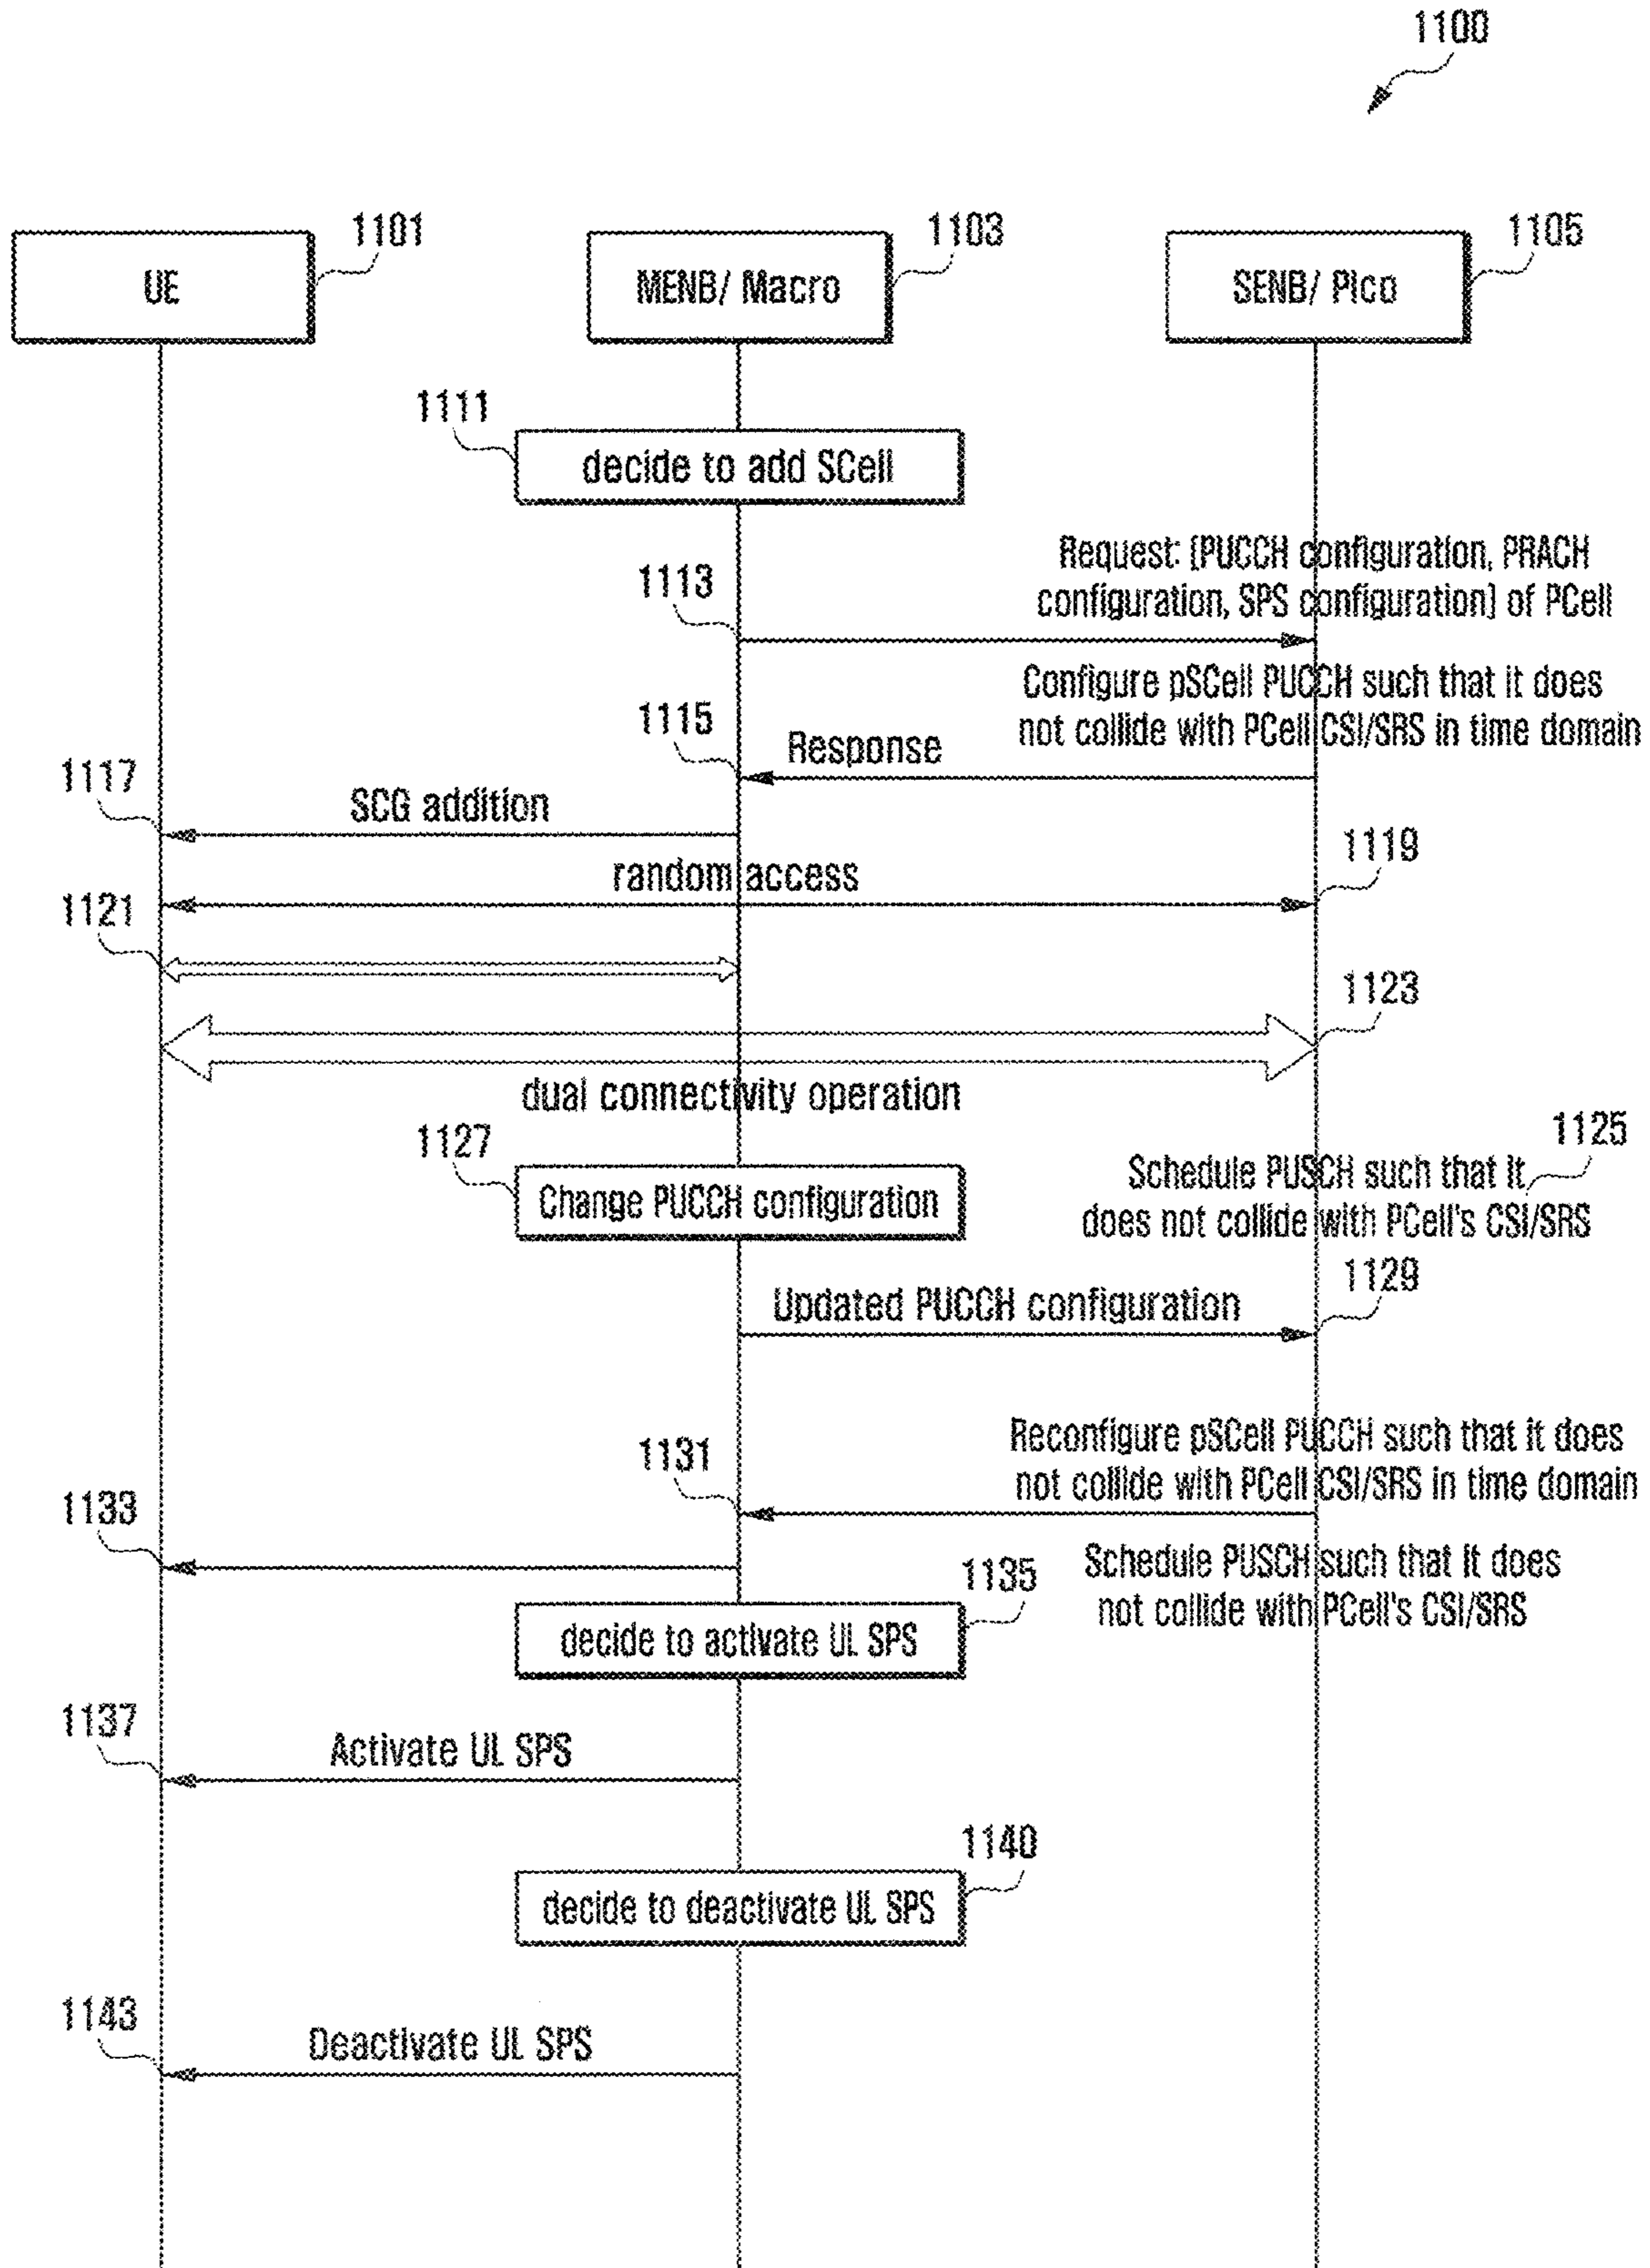 1100
1101
1103
1105
UE
MENB/ Macro
SENB/ Pico
1111
decide to add SCell
Request: [PUCCH configuration, PRACH
configuration, SPS configuration] of PCell
1113
Configure pSCell PUCCH such that it does
not collide with PCell CSI/SRS in time domain
1115
Response
1117
SCG addition
1119
random access
1121
1123
dual connectivity operation
1125
1127
Schedule PUSCH such that it
does not collide with PCell's CSI/SRS
Change PUCCH configuration
1129
Updated PUCCH configuration
Reconfigure pSCell PUCCH such that it does
not collide with PCell CSI/SRS in time domain
1131
1133
Schedule PUSCH such that it does
not collide with PCell's CSI/SRS
1135
decide to activate UL SPS
1137
Activate UL SPS
1140
decide to deactivate UL SPS
1143
Deactivate UL SPS